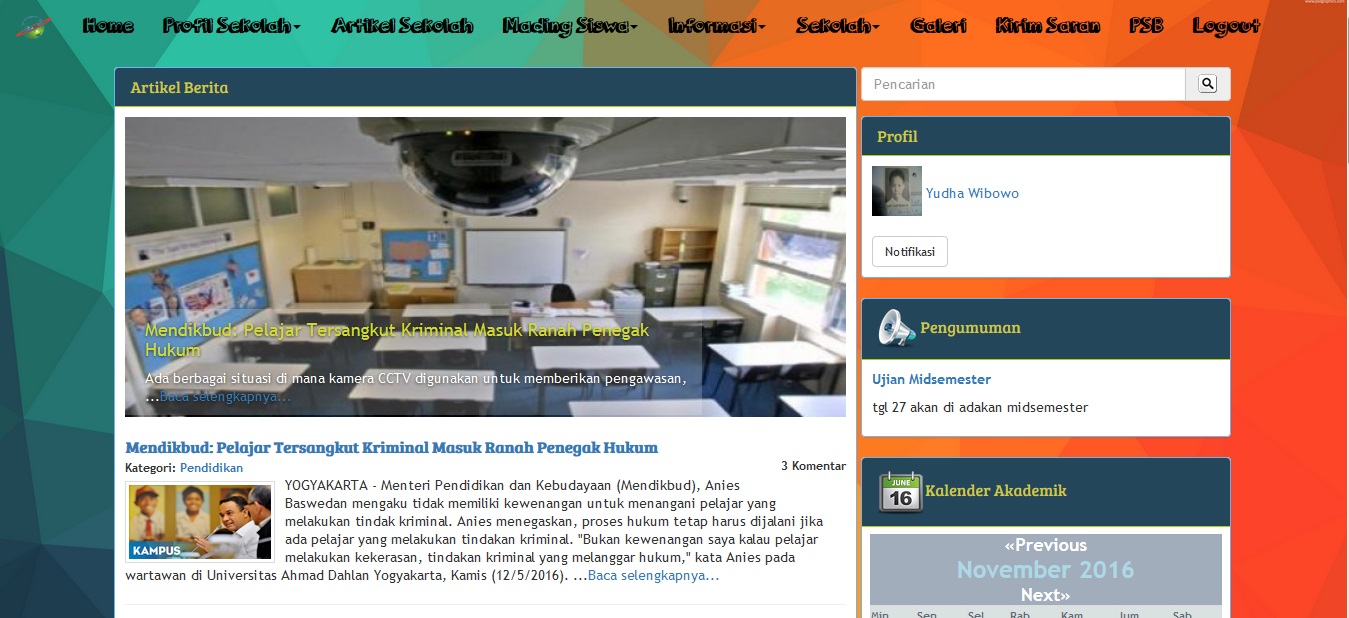 Home Profil Sekolah Artikel Sekolah Mading Siswa Informasi Sekolah Galeri Kirim Saran PSB Logout
Artikel Berita
Mendikbud: Pelajar Tersangkut Kriminal Masuk Ranah Penegak
Hukum
Ada berbagai situasi di mana kamera CCTV digunakan untuk memberikan pengawasan,
...Baca selengkapnya...
Mendikbud: Pelajar Tersangkut Kriminal Masuk Ranah Penegak Hukum
Kategori: Pendidikan
3 Komentar
KAMPUS
YOGYAKARTA - Menteri Pendidikan dan Kebudayaan (Mendikbud), Anies
Baswedan mengaku tidak memiliki kewenangan untuk menangani pelajar yang
melakukan tindak kriminal. Anies menegaskan, proses hukum tetap harus dijalani jika
ada pelajar yang melakukan tindakan kriminal. "Bukan kewenangan saya kalau pelajar
melakukan kekerasan, tindakan kriminal yang melanggar hukum," kata Anies pada
wartawan di Universitas Ahmad Dahlan Yogyakarta, Kamis (12/5/2016). ...Baca selengkapnya...
Pencarian
Profil
Yudha Wibowo
Notifikasi
Pengumuman
Ujian Midsemester
tgl 27 akan di adakan midsemester
JUNE
16
Kalender Akademik
«Previous
November 2016
Next»
Min Sen Sel Rab Kam Jum Sab